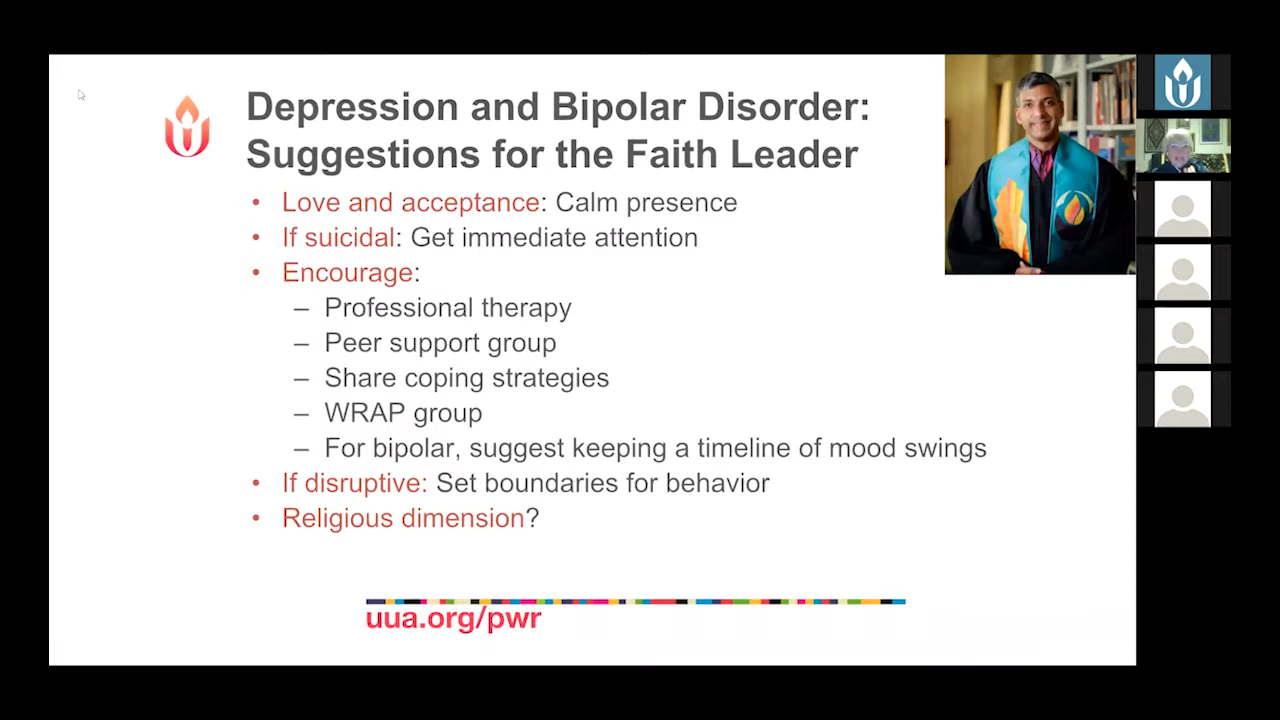 Depression and Bipolar Disorder:
Suggestions for the Faith Leader
• Love and acceptance: Calm presence
• If suicidal: Get immediate attention
• Encourage:
– Professional therapy
– Peer support group
– Share coping strategies
– WRAP group
– For bipolar, suggest keeping a timeline of mood swings
• If disruptive: Set boundaries for behavior
• Religious dimension?
uua.org/pwr